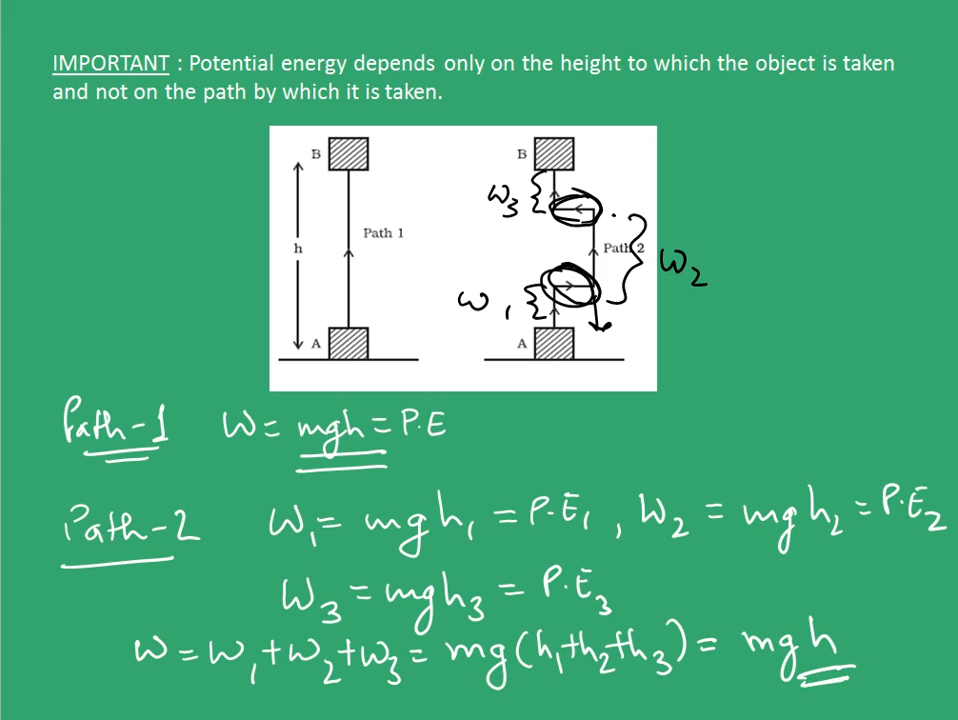 IMPORTANT : Potential energy depends only on the height to which the object is taken
and not on the path by which it is taken.
B B
W3
Path 1
h Path 2
W2
W1
A A
Path-1 W = mgh = P.E
Path-2 W1 = mgh1 = P.E1 , W2 = mgh2 = P.E2
W3 = mgh3 = P.E3
W = W1+W2+W3 = mg(h1+h2+h3) = mgh